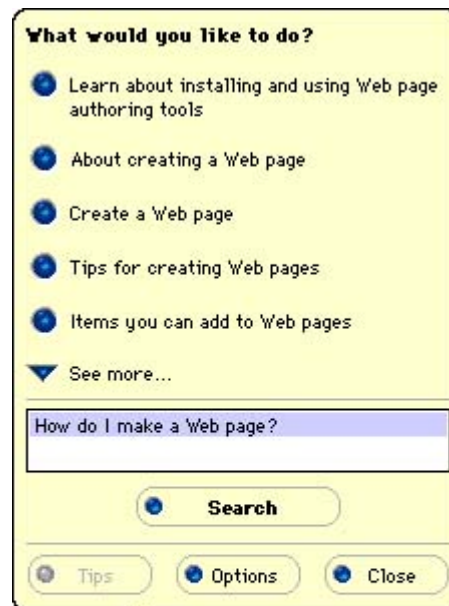 What would you like to do?
Learn about installing and using Web page
authoring tools
About creating a Web page
Create a Web page
Tips for creating Web pages
Items you can add to Web pages
See more...
How do I make a Web page?
Search
Tips
Options
Close